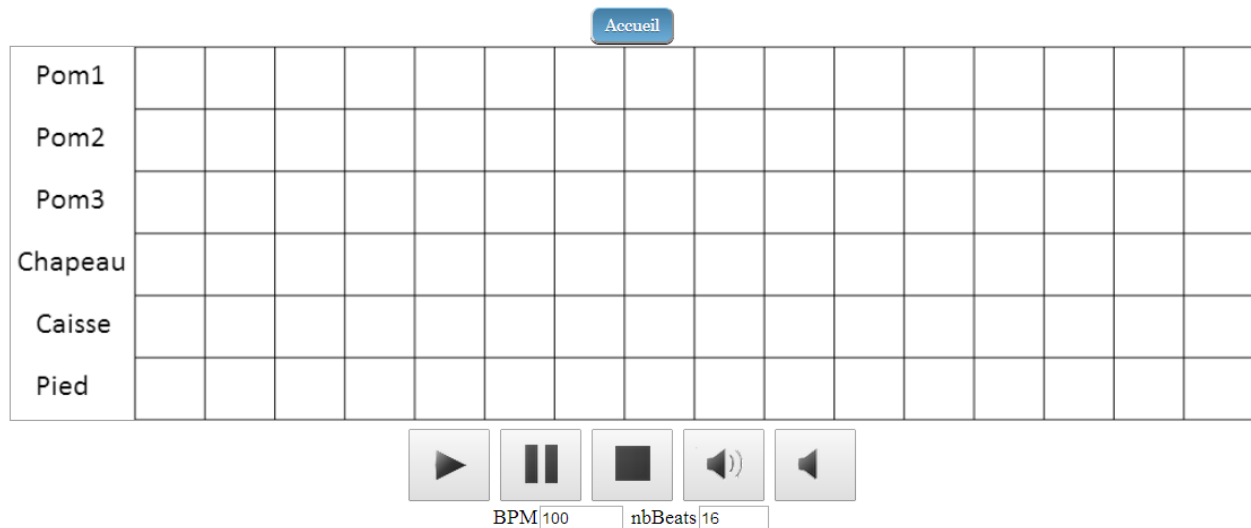 Accueil
Pom1
Pom2
Pom3
Chapeau
Caisse
Pied
BPM 100 nbBeats 16